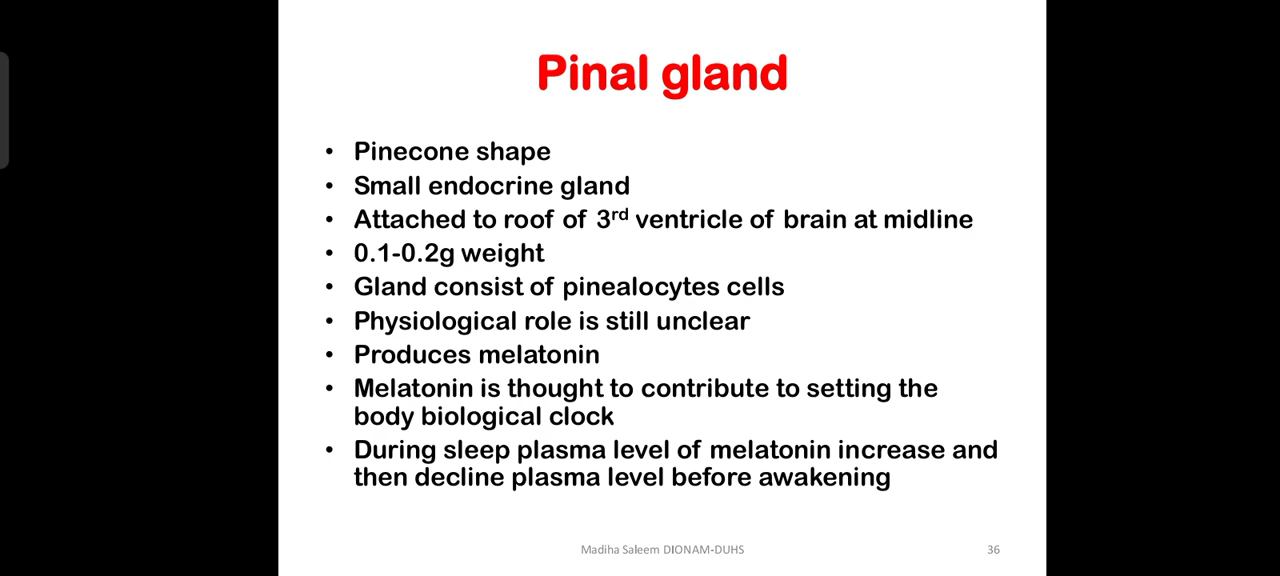 Pinal gland
• Pinecone shape
• Small endocrine gland
• Attached to roof of 3rd ventricle of brain at midline
• 0.1-0.2g weight
• Gland consist of pinealocytes cells
• Physiological role is still unclear
• Produces melatonin
• Melatonin is thought to contribute to setting the
body biological clock
• During sleep plasma level of melatonin increase and
then decline plasma level before awakening
Madiha Saleem DIONAM-DUHS
36